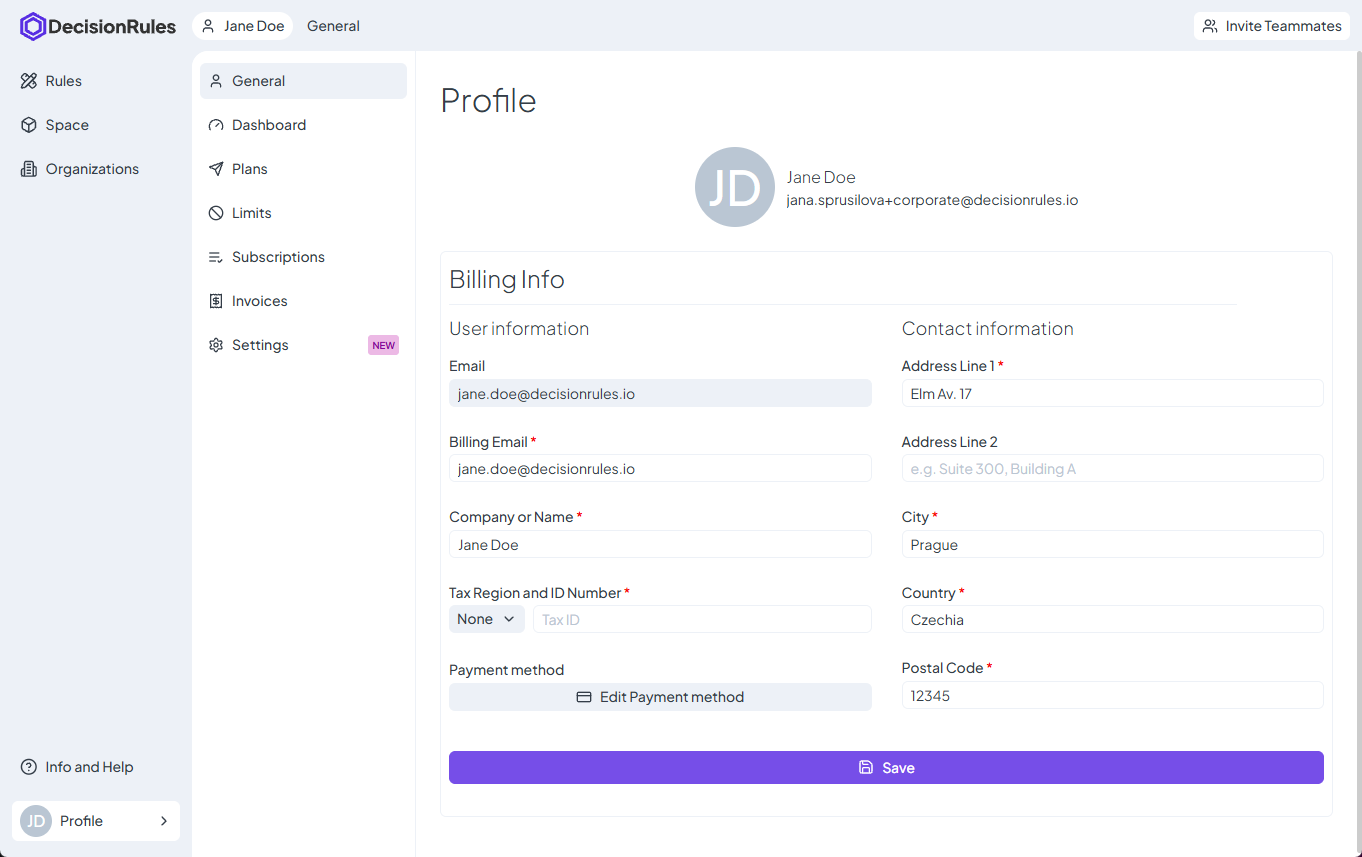 DecisionRules
Jane Doe
General
Invite Teammates
Rules
Space
Organizations
Info and Help
JD
Profile
General
Dashboard
Plans
Limits
Subscriptions
Invoices
Settings
NEW
Profile
JD
Jane Doe
jana.sprusilova+corporate@decisionrules.io
Billing Info
User information
Email
jane.doe@decisionrules.io
Billing Email *
jane.doe@decisionrules.io
Company or Name *
Jane Doe
Tax Region and ID Number *
None
Tax ID
Payment method
Edit Payment method
Contact information
Address Line 1 *
Elm Av. 17
Address Line 2
e.g. Suite 300, Building A
City *
Prague
Country *
Czechia
Postal Code *
12345
Save